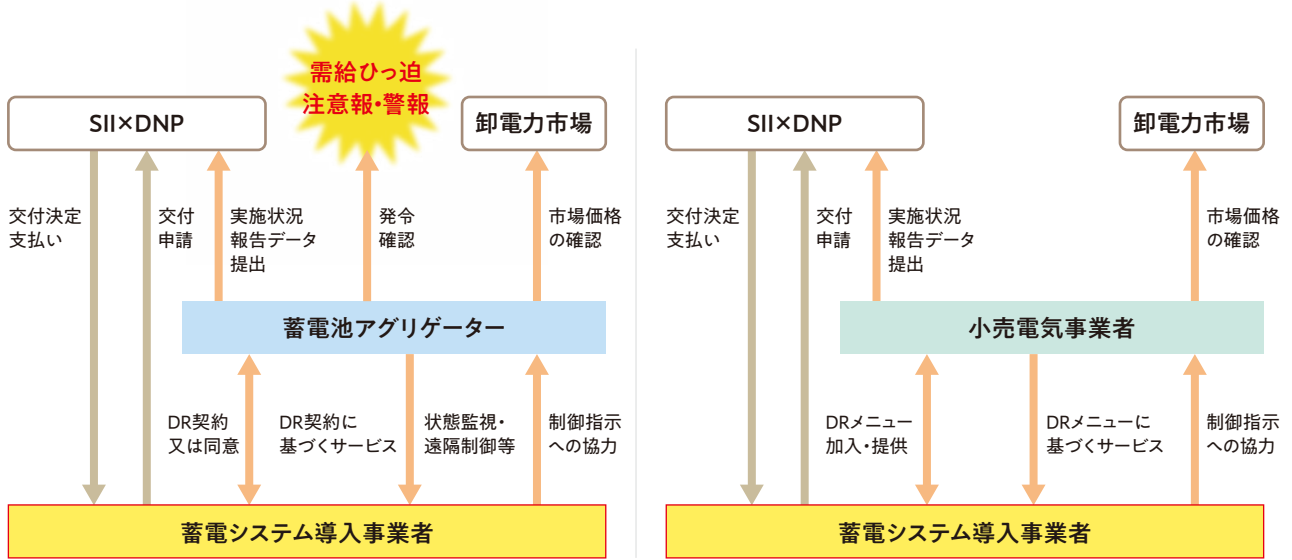 需給ひっ迫
注意報・警報
SII×DNP
卸電力市場
交付決定
支払い
交付
申請
実施状況
報告データ
提出
発令
確認
市場価格
の確認
蓄電池アグリゲーター
DR契約
又は同意
DR契約に
基づくサービス
状態監視・
遠隔制御等
制御指示
への協力
蓄電システム導入事業者
SII×DNP
卸電力市場
交付決定
支払い
交付
申請
実施状況
報告データ
提出
市場価格
の確認
小売電気事業者
DRメニュー
加入・提供
DRメニューに
基づくサービス
制御指示
への協力
蓄電システム導入事業者